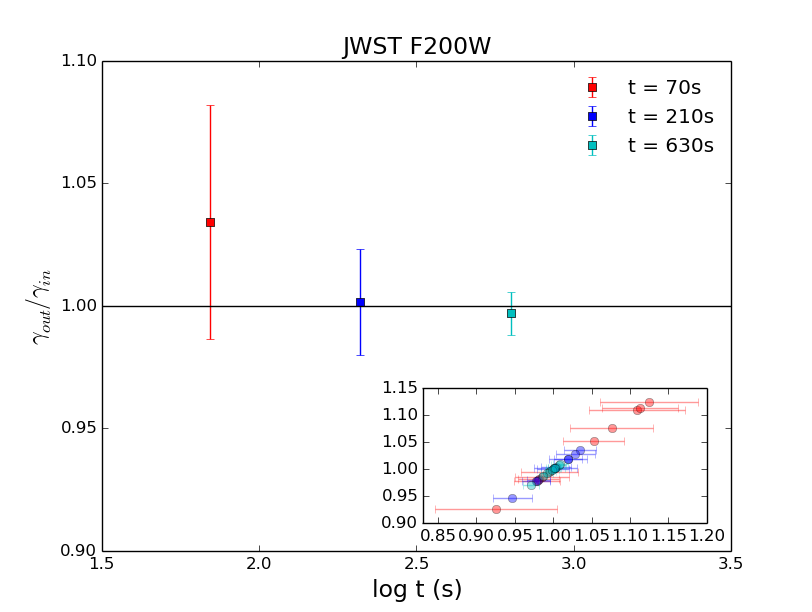 JWST F200W
1.10
1.05
1.00
0.95
0.90
γout/γin
t = 70s
t = 210s
t = 630s
1.15
1.10
1.05
1.00
0.95
0.90
0.85 0.90 0.95 1.00 1.05 1.10 1.15 1.20
1.5 2.0 2.5 3.0 3.5
log t (s)